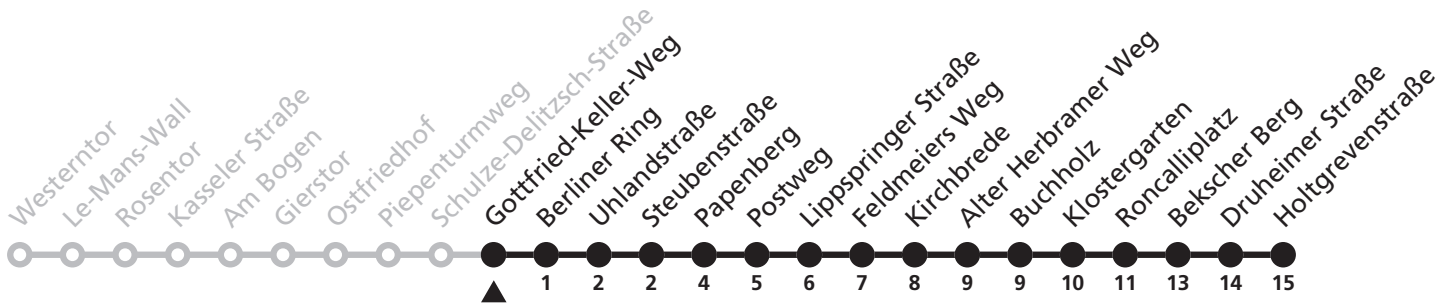 Westerntor
Le-Mans-Wall
Rosentor
Kasseler Straße
Am Bogen
Gierstor
Ostfriedhof
Piepenturmweg
Schulze-Delitzsch-Straße
Gottfried-Keller-Weg
Berliner Ring
Uhlandstraße
Steubenstraße
Papenberg
Postweg
Lippspringer Straße
Feldmeiers Weg
Kirchbrede
Alter Herbramer Weg
Buchholz
Klostergarten
Roncalliplatz
Bekscher Berg
Druheimer Straße
Holtgrevenstraße
1 2 2 4 5 6 7 8 9 9 10 11 13 14 15